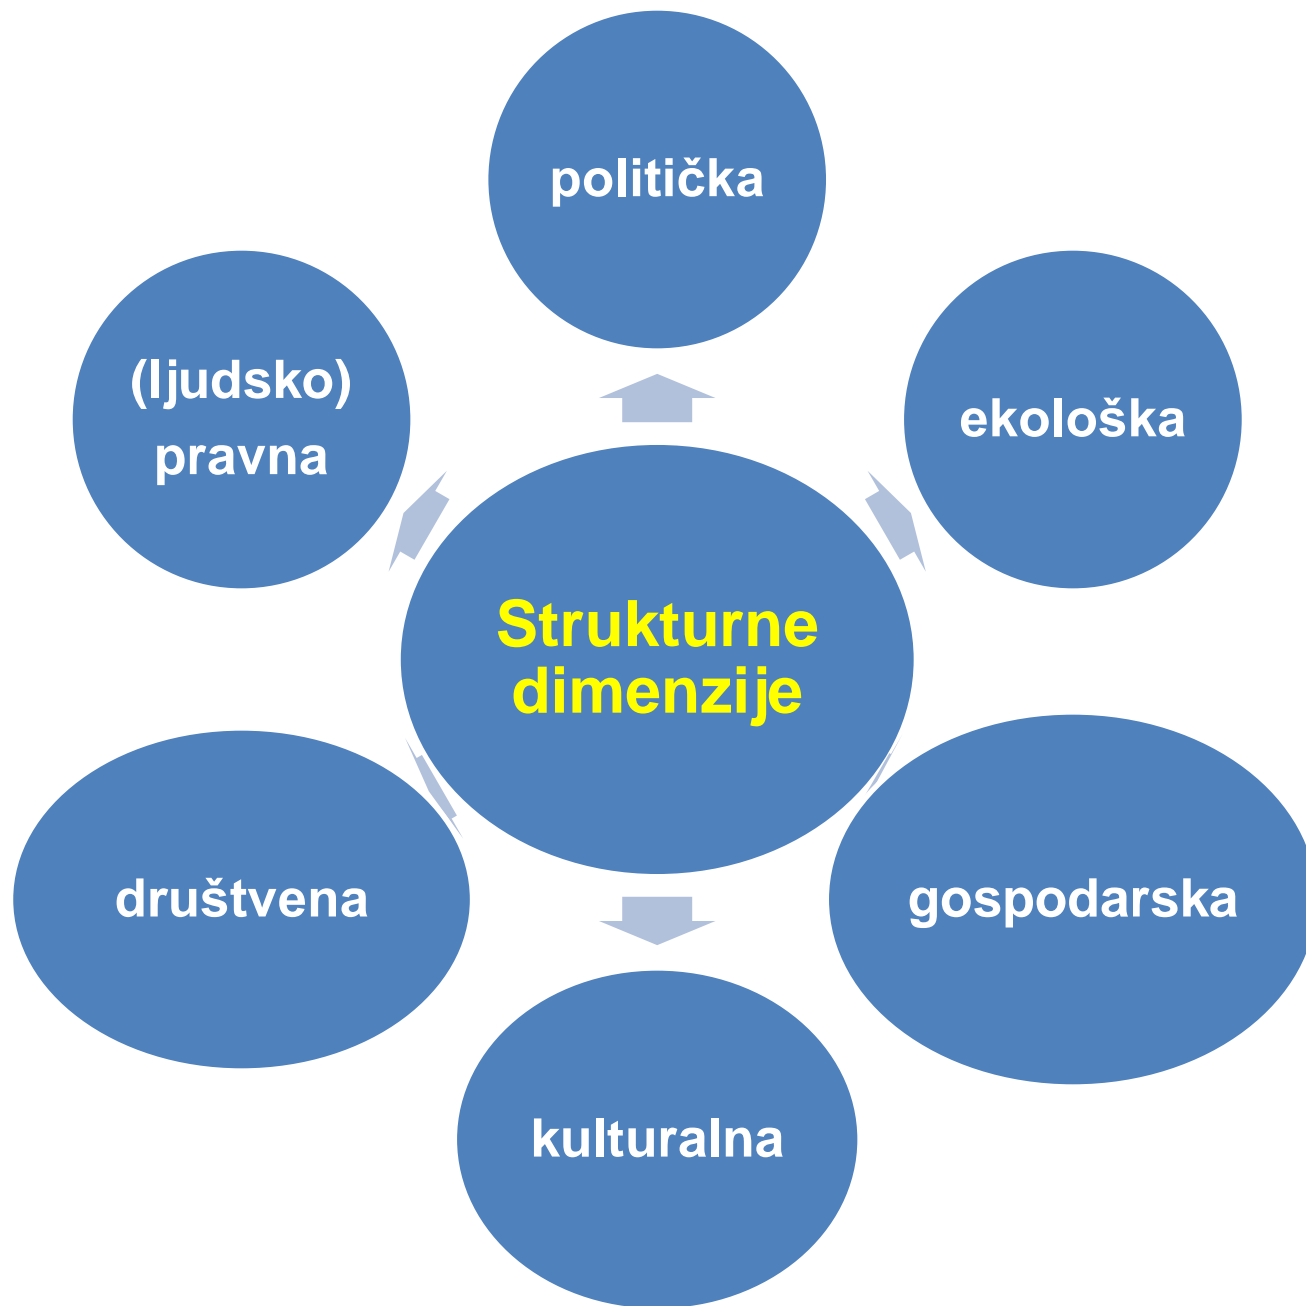 politička
(ljudsko)
pravna
ekološka
Strukturne
dimenzije
društvena
gospodarska
kulturalna